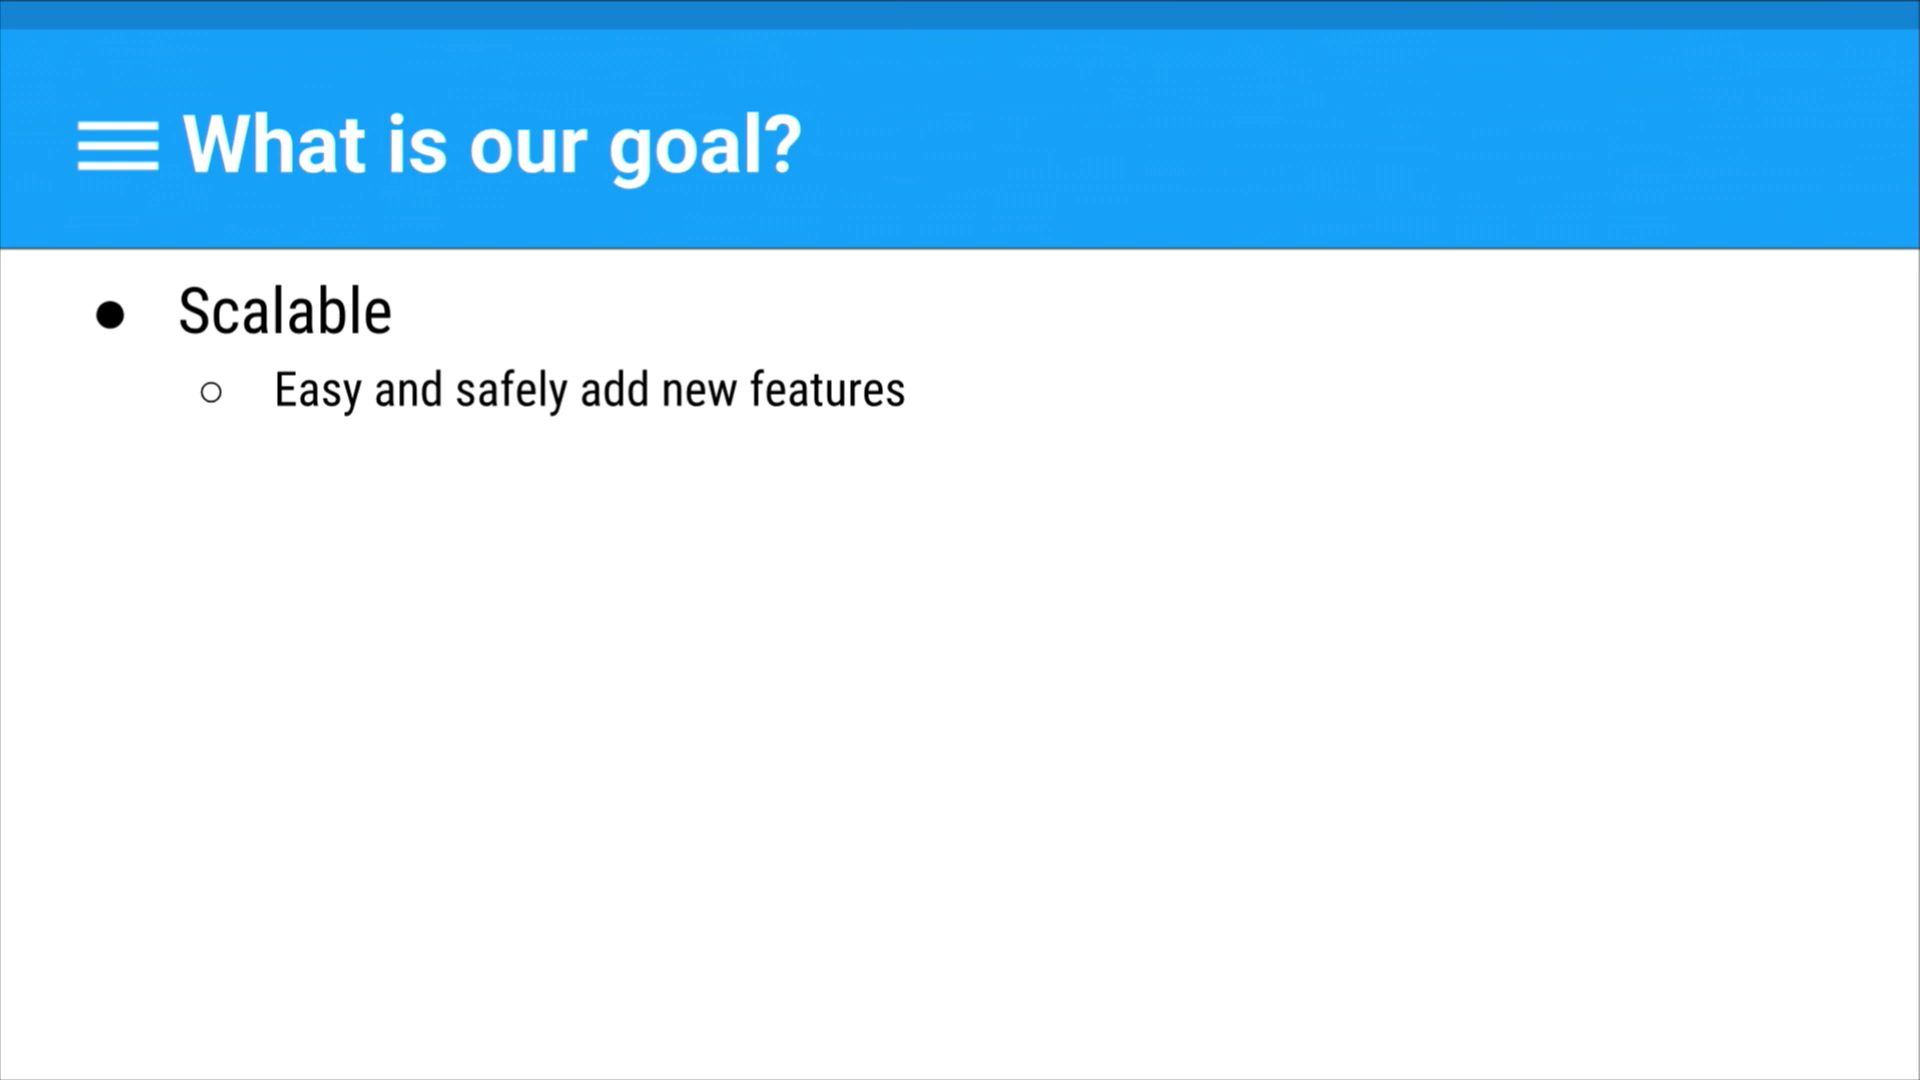 What is our goal?
● Scalable
○ Easy and safely add new features